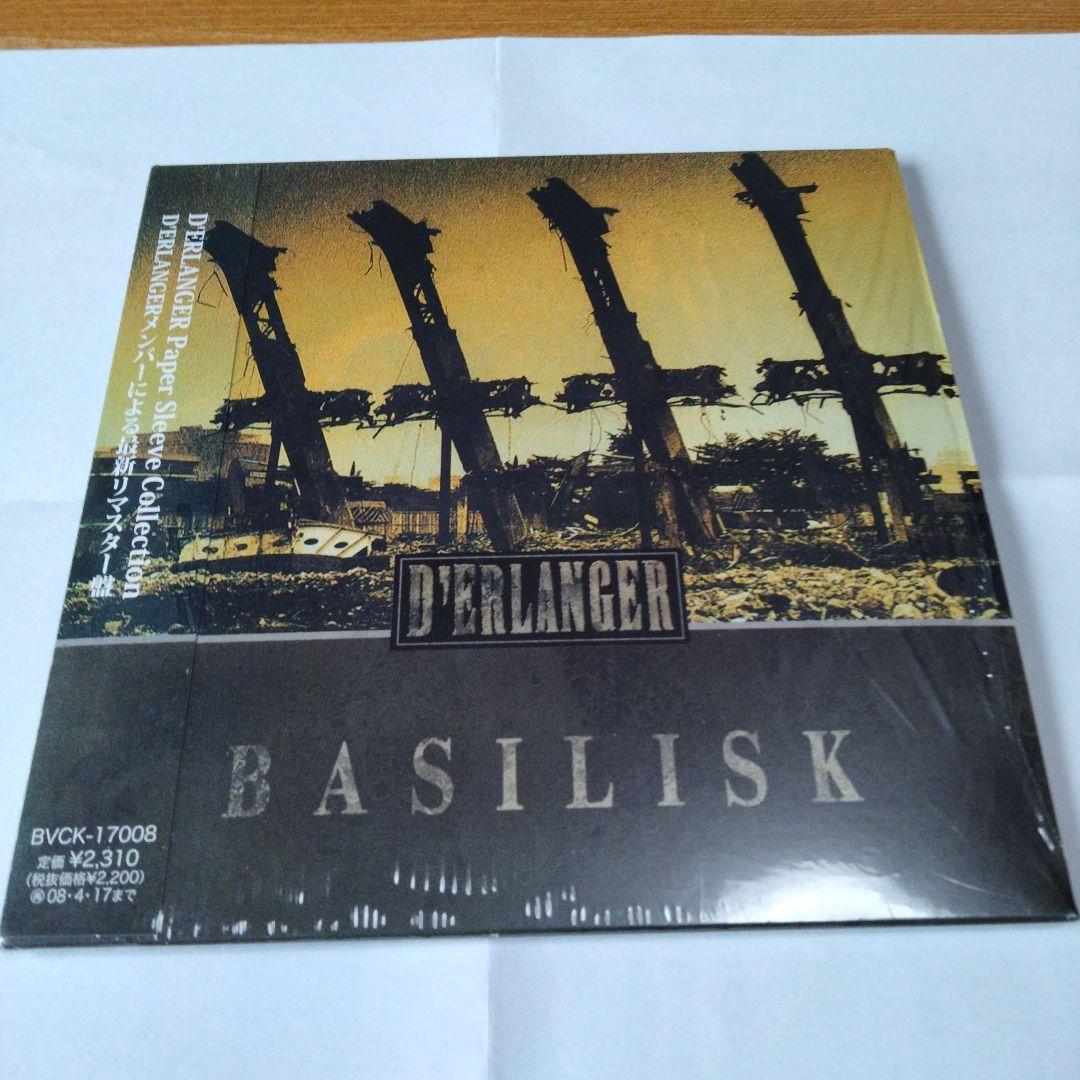 D'ERLANGER Paper Sleeve Collection
D'ERLANGERメンバーによる最新リマスター盤
D'ERLANGER
BASILISK
BVCK-17008
定価 ¥2,310
(税抜価格¥2,200)
㋿08・4・17まで